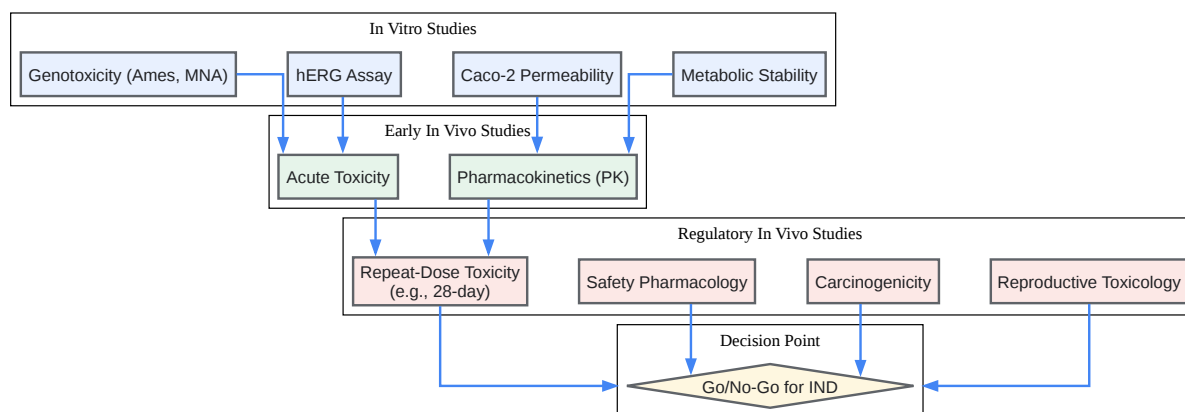 In Vitro Studies
Genotoxicity (Ames, MNA)
hERG Assay
Caco-2 Permeability
Metabolic Stability
Early In Vivo Studies
Acute Toxicity
Pharmacokinetics (PK)
Regulatory In Vivo Studies
Repeat-Dose Toxicity
(e.g., 28-day)
Safety Pharmacology
Carcinogenicity
Reproductive Toxicology
Decision Point
Go/No-Go for IND